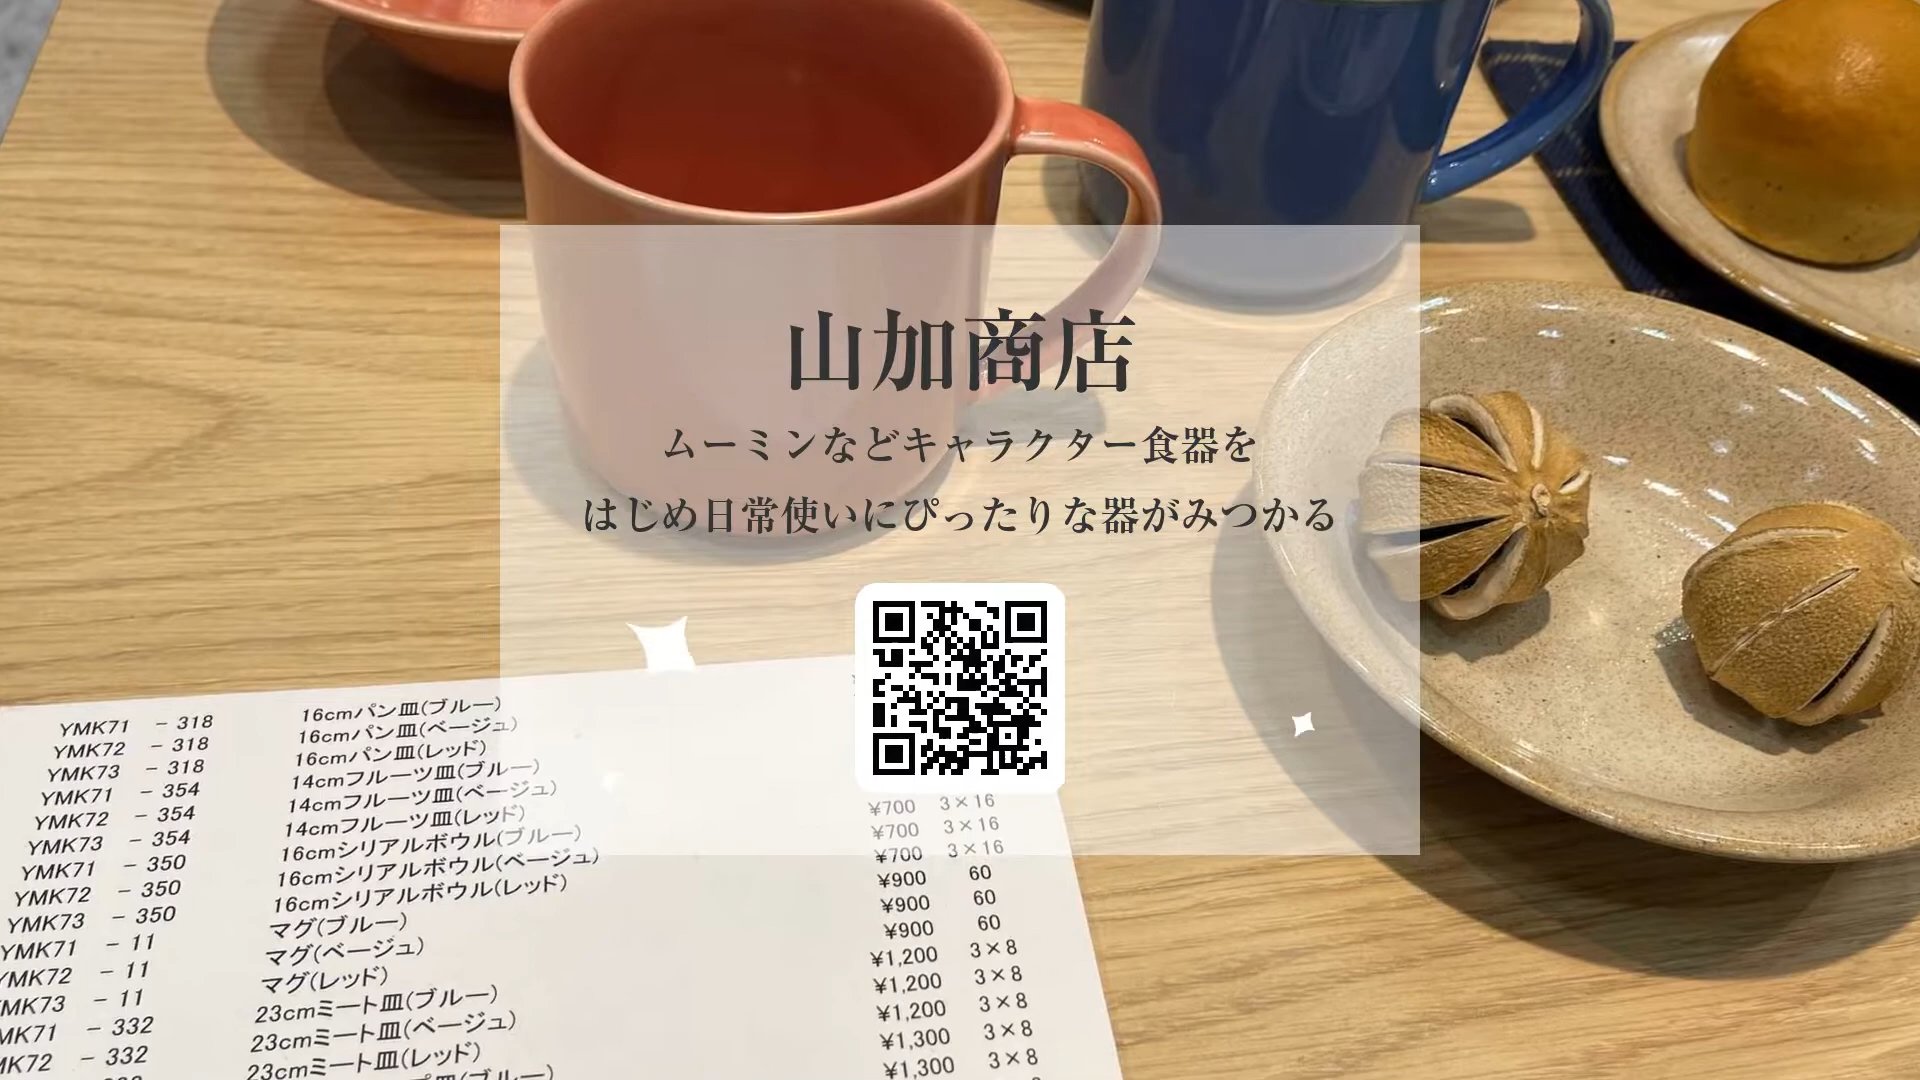 山加商店
ムーミンなどキャラクター食器を
はじめ日常使いにぴったりな器がみつかる
YMK71 - 318 16cmパン皿(ブルー)
YMK72 - 318 16cmパン皿(ベージュ)
YMK73 - 318 16cmパン皿(レッド)
YMK71 - 354 14cmフルーツ皿(ブルー)
YMK72 - 354 14cmフルーツ皿(ベージュ)
YMK73 - 354 14cmフルーツ皿(レッド) ¥700 3×16
YMK71 - 350 16cmシリアルボウル(ブルー) ¥700 3×16
YMK72 - 350 16cmシリアルボウル(ベージュ) ¥700 3×16
YMK73 - 350 16cmシリアルボウル(レッド) ¥900 60
YMK71 - 11 マグ(ブルー) ¥900 60
YMK72 - 11 マグ(ベージュ) ¥900 60
YMK73 - 11 マグ(レッド) ¥1,200 3×8
MK71 - 332 23cmミート皿(ブルー) ¥1,200 3×8
MK72 - 332 23cmミート皿(ベージュ) ¥1,200 3×8
23cmミート皿(レッド) ¥1,300 3×8
¥1,300 3×8